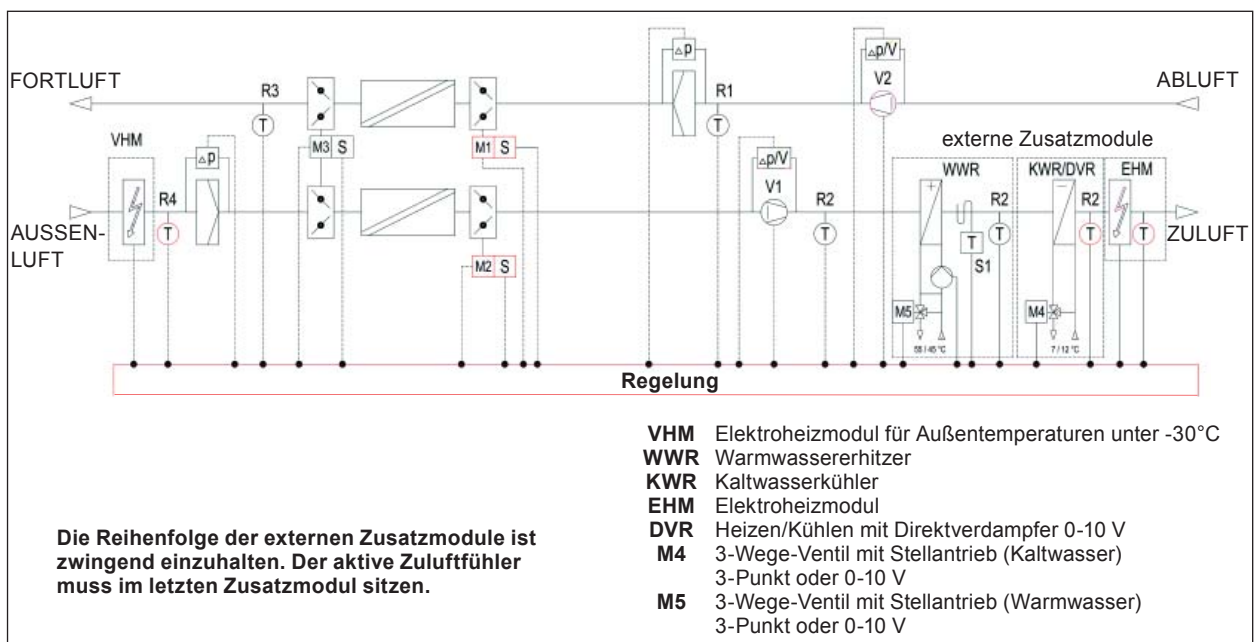 FORTLUFT
R3
△p
R1
△p/V
V2
ABLUFT
T
T
VHM
M3 S
M1 S
externe Zusatzmodule
△p
△p/V
WWR
KWR/DVR
EHM
R4
V1
R2
+
R2
−
R2
T
T
T
T
T
T
AUSSEN-
LUFT
ZULUFT
S1
M2 S
M5
M4
55 / 45 °C
7 / 12 °C
Regelung
VHM Elektroheizmodul für Außentemperaturen unter -30°C
WWR Warmwassererhitzer
KWR Kaltwasserkühler
EHM Elektroheizmodul
DVR Heizen/Kühlen mit Direktverdampfer 0-10 V
M4 3-Wege-Ventil mit Stellantrieb (Kaltwasser)
3-Punkt oder 0-10 V
M5 3-Wege-Ventil mit Stellantrieb (Warmwasser)
3-Punkt oder 0-10 V
Die Reihenfolge der externen Zusatzmodule ist
zwingend einzuhalten. Der aktive Zuluftfühler
muss im letzten Zusatzmodul sitzen.